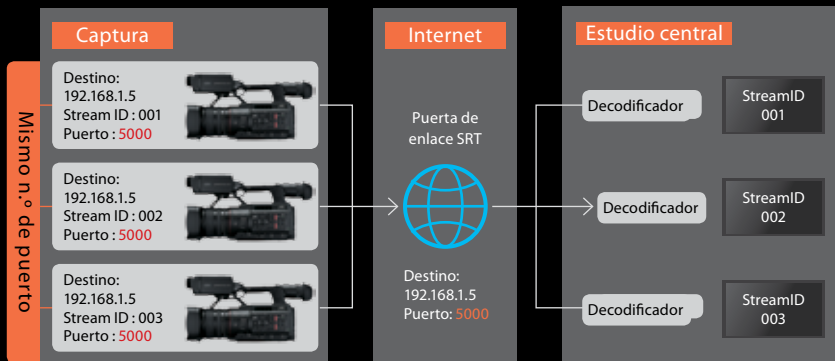 Captura
Internet
Estudio central
Mismo n.º de puerto
Destino:
192.168.1.5
Stream ID : 001
Puerto : 5000
Destino:
192.168.1.5
Stream ID : 002
Puerto : 5000
Destino:
192.168.1.5
Stream ID : 003
Puerto : 5000
Puerta de
enlace SRT
Destino:
192.168.1.5
Puerto: 5000
Decodificador
StreamID
001
Decodificador
StreamID
002
Decodificador
StreamID
003